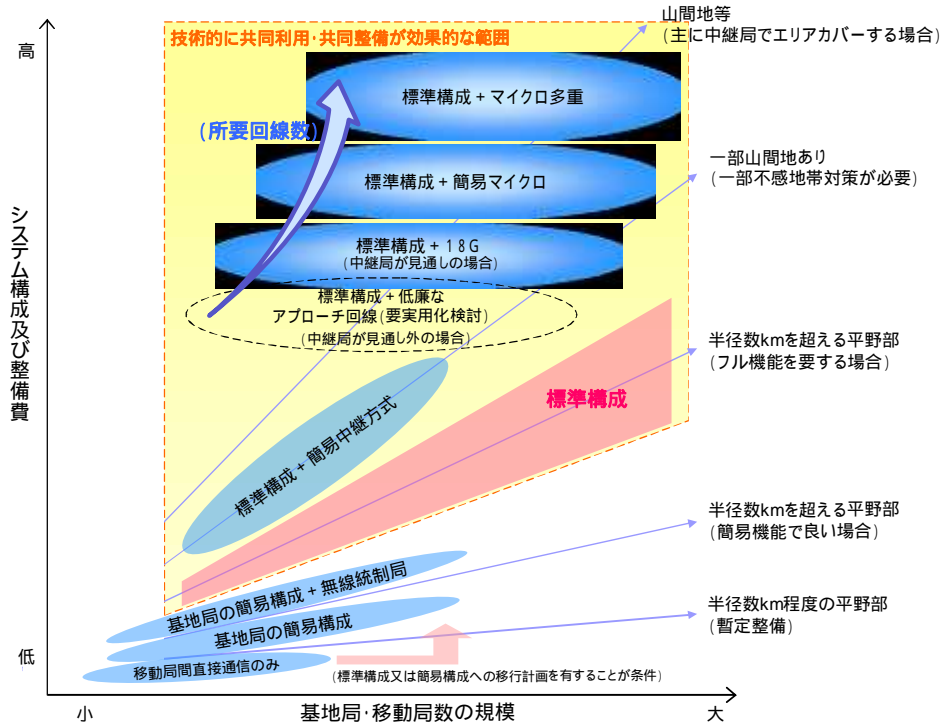 高
技術的に共同利用・共同整備が効果的な範囲
山間地等
(主に中継局でエリアカバーする場合)
標準構成＋マイクロ多重
(所要回線数)
一部山間地あり
(一部不感地帯対策が必要)
標準構成＋簡易マイクロ
標準構成＋１８Ｇ
(中継局が見通しの場合)
標準構成＋低廉な
アプローチ回線(要実用化検討)
(中継局が見通し外の場合)
システム構成及び整備費
半径数kmを超える平野部
(フル機能を要する場合)
標準構成
標準構成＋簡易中継方式
半径数kmを超える平野部
(簡易機能で良い場合)
基地局の簡易構成＋無線統制局
基地局の簡易構成
半径数km程度の平野部
(暫定整備)
低
移動局間直接通信のみ
(標準構成又は簡易構成への移行計画を有することが条件)
小
基地局・移動局数の規模
大